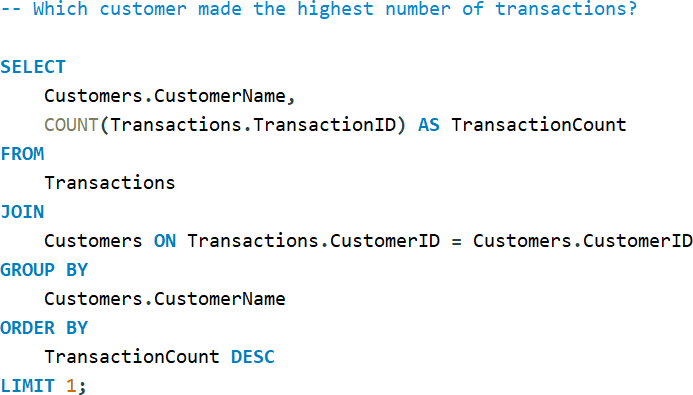 -- Which customer made the highest number of transactions?

SELECT
    Customers.CustomerName,
    COUNT(Transactions.TransactionID) AS TransactionCount
FROM
    Transactions
JOIN
    Customers ON Transactions.CustomerID = Customers.CustomerID
GROUP BY
    Customers.CustomerName
ORDER BY
    TransactionCount DESC
LIMIT 1;